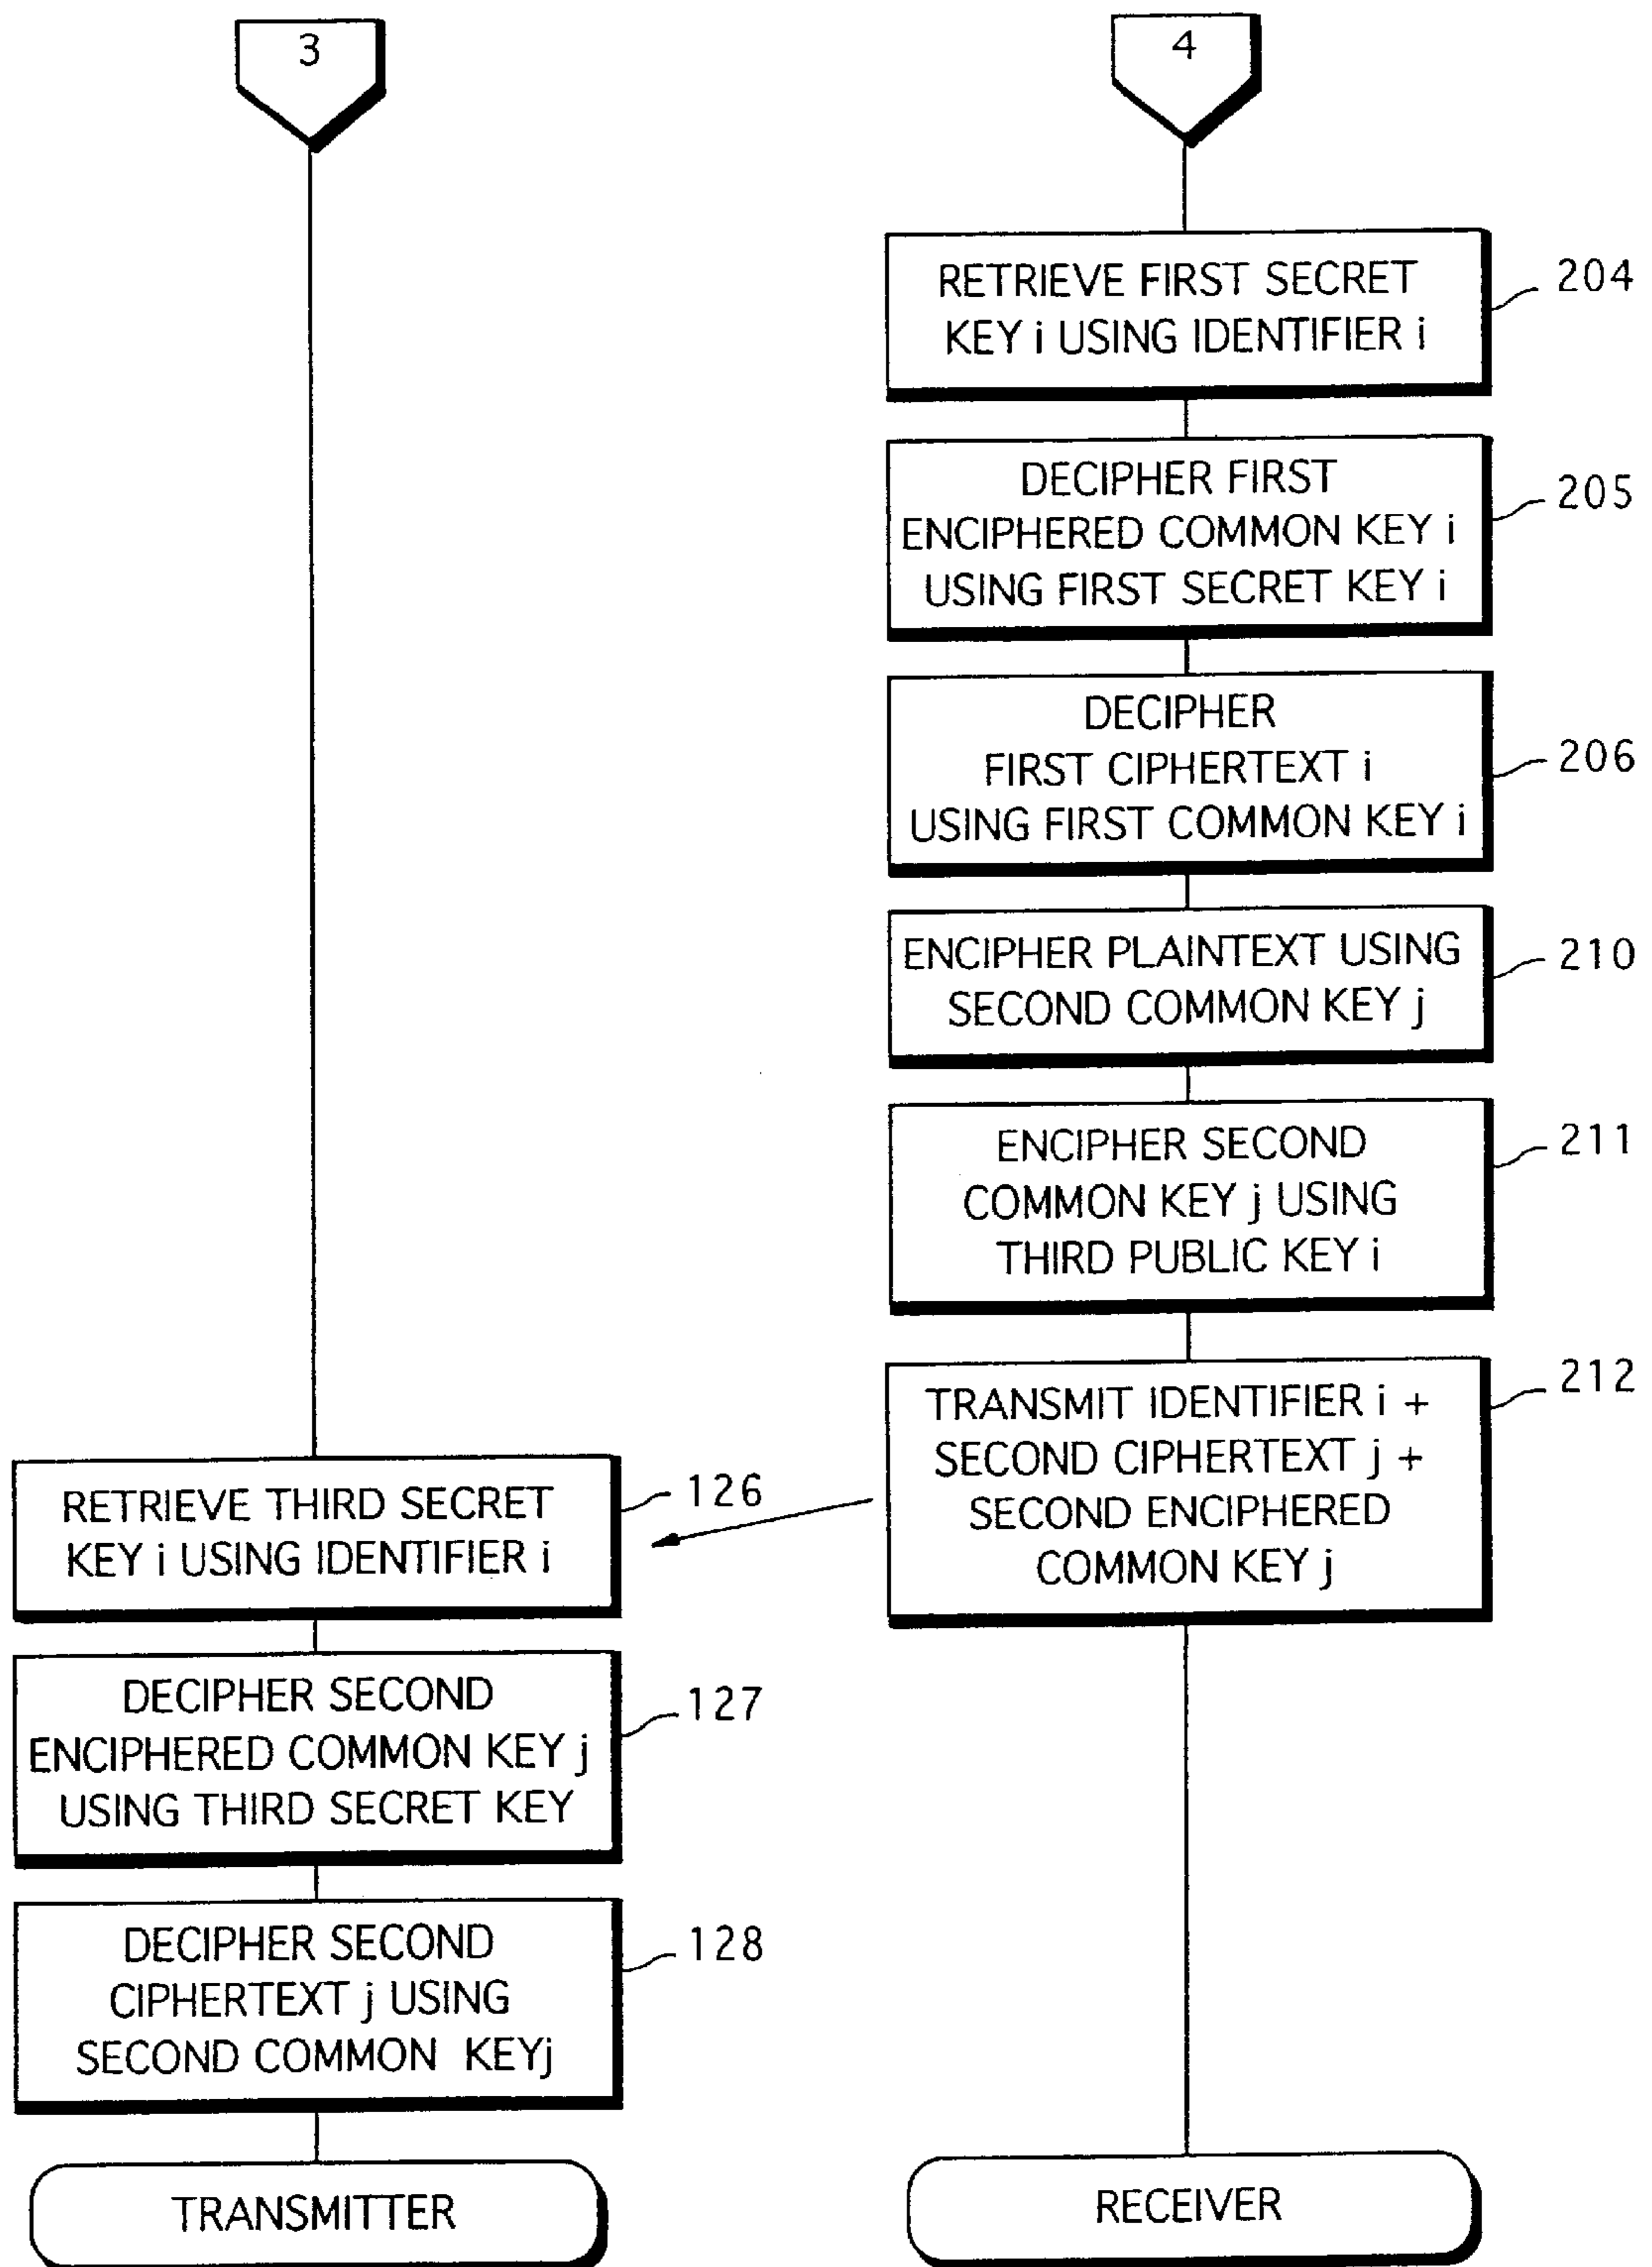 3
4
RETRIEVE FIRST SECRET
KEY i USING IDENTIFIER i
204
DECIPHER FIRST
ENCIPHERED COMMON KEY i
USING FIRST SECRET KEY i
205
DECIPHER
FIRST CIPHERTEXT i
USING FIRST COMMON KEY i
206
ENCIPHER PLAINTEXT USING
SECOND COMMON KEY j
210
ENCIPHER SECOND
COMMON KEY j USING
THIRD PUBLIC KEY i
211
TRANSMIT IDENTIFIER i +
SECOND CIPHERTEXT j +
SECOND ENCIPHERED
COMMON KEY j
212
RETRIEVE THIRD SECRET
KEY i USING IDENTIFIER i
126
DECIPHER SECOND
ENCIPHERED COMMON KEY j
USING THIRD SECRET KEY
127
DECIPHER SECOND
CIPHERTEXT j USING
SECOND COMMON KEYj
128
TRANSMITTER
RECEIVER